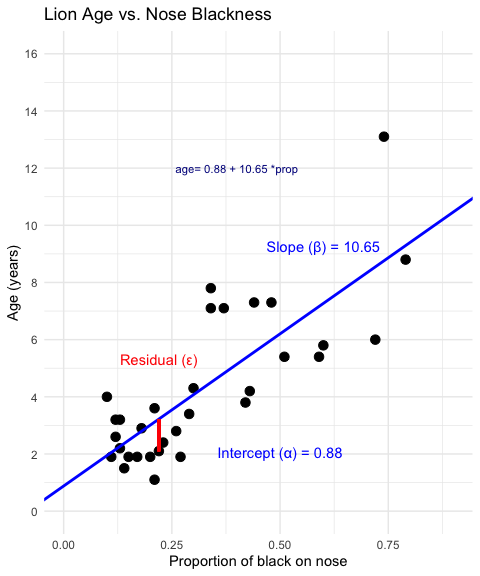 Lion Age vs. Nose Blackness
16
14
12
10
8
6
4
2
0
Age (years)
age= 0.88 + 10.65 *prop
Slope (β) = 10.65
Residual (ε)
Intercept (α) = 0.88
0.00 0.25 0.50 0.75
Proportion of black on nose